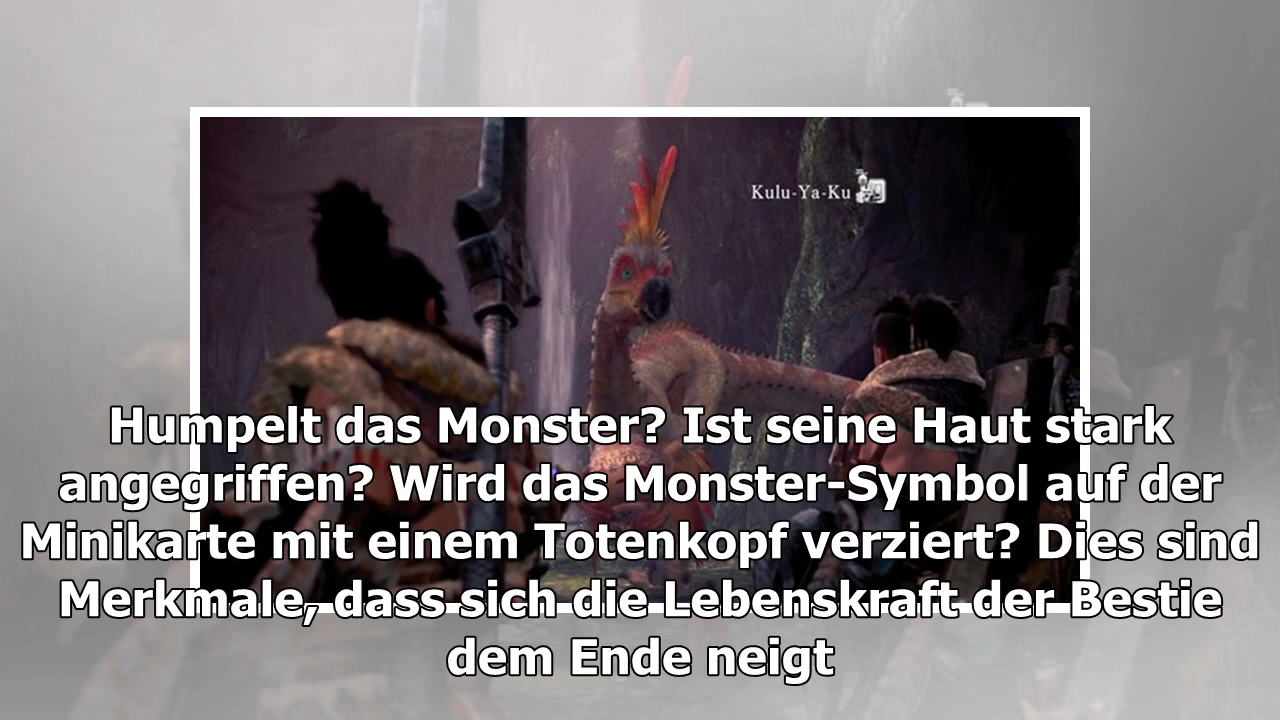 Kulu-Ya-Ku
Humpelt das Monster? Ist seine Haut stark
angegriffen? Wird das Monster-Symbol auf der
Minikarte mit einem Totenkopf verziert? Dies sind
Merkmale, dass sich die Lebenskraft der Bestie
dem Ende neigt